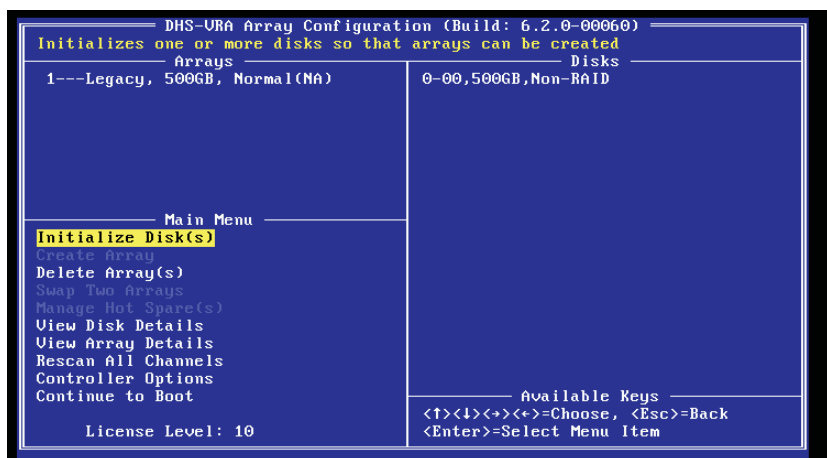 DHS-VRA Array Configuration (Build: 6.2.0-00060)
Initializes one or more disks so that arrays can be created
Arrays
1---Legacy, 500GB, Normal(NA)
Disks
0-00,500GB,Non-RAID
Main Menu
Initialize Disk(s)
Create Array
Delete Array(s)
Swap Two Arrays
Manage Hot Spare(s)
View Disk Details
View Array Details
Rescan All Channels
Controller Options
Continue to Boot
License Level: 10
Available Keys
<↑><↓><→><←>=Choose, <Esc>=Back
<Enter>=Select Menu Item